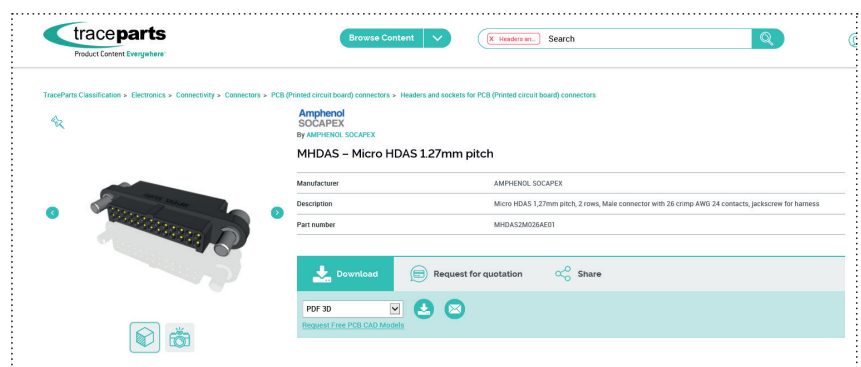 traceparts
Product Content Everywhere
Browse Content
X Headers an... Search
TraceParts Classification > Electronics > Connectivity > Connectors > PCB (Printed circuit board) connectors > Headers and sockets for PCB (Printed circuit board) connectors
Amphenol
SOCAPEX
By AMPHENOL SOCAPEX
MHDAS – Micro HDAS 1.27mm pitch
Manufacturer AMPHENOL SOCAPEX
Description Micro HDAS 1,27mm pitch, 2 rows, Male connector with 26 crimp AWG 24 contacts, jackscrew for harness
Part number MHDAS2M026AE01
Download Request for quotation Share
PDF 3D
Request Free PCB CAD Models